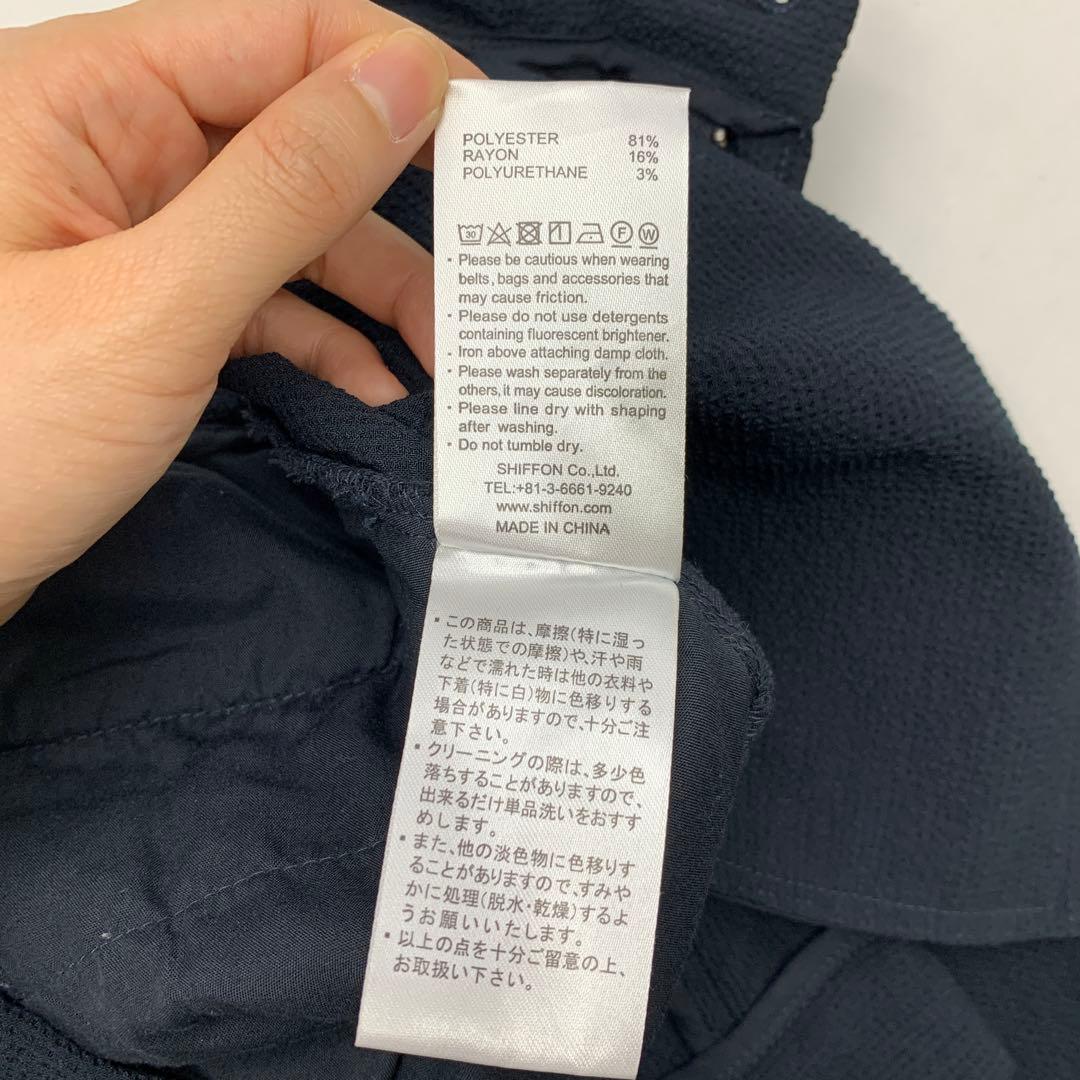 POLYESTER 81%
RAYON 16%
POLYURETHANE 3%
30 F W
• Please be cautious when wearing
belts, bags and accessories that
may cause friction.
• Please do not use detergents
containing fluorescent brightener.
• Iron above attaching damp cloth.
• Please wash separately from the
others, it may cause discoloration.
• Please line dry with shaping
after washing.
• Do not tumble dry.
SHIFFON Co.,Ltd.
TEL:+81-3-6661-9240
www.shiffon.com
MADE IN CHINA
▪この商品は、摩擦(特に湿っ
た状態での摩擦)や、汗や雨
などで濡れた時は他の衣料や
下着(特に白)物に色移りする
場合がありますので、十分ご注
意下さい。
▪クリーニングの際は、多少色
落ちすることがありますので、
出来るだけ単品洗いをおすす
めします。
▪また、他の淡色物に色移りす
ることがありますので、すみや
かに処理(脱水・乾燥)するよ
うお願いいたします。
▪以上の点を十分ご留意の上、
お取扱い下さい。